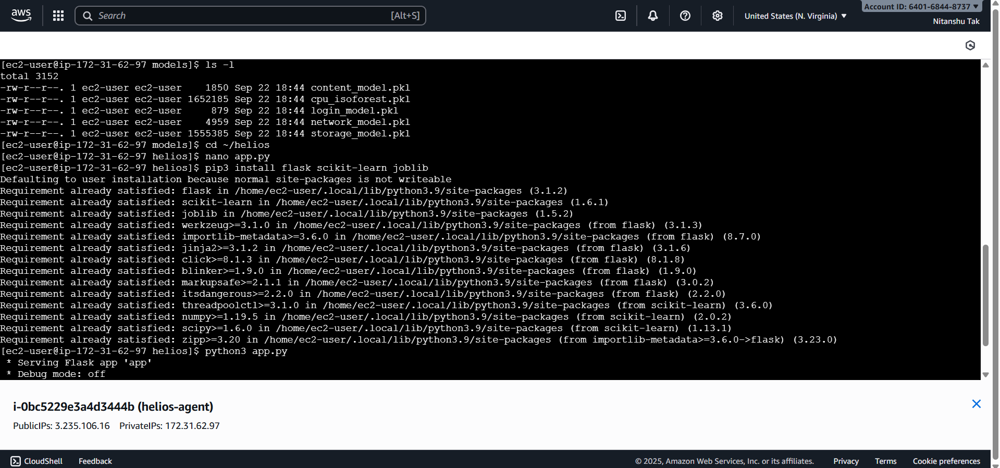 aws
Search
[Alt+S]
United States (N. Virginia) ▼
Account ID: 6401-6844-8737 ▼
Nitanshu Tak
[ec2-user@ip-172-31-62-97 models]$ ls -l
total 3152
-rw-r--r--. 1 ec2-user ec2-user    1850 Sep 22 18:44 content_model.pkl
-rw-r--r--. 1 ec2-user ec2-user 1652185 Sep 22 18:44 cpu_isoforest.pkl
-rw-r--r--. 1 ec2-user ec2-user     879 Sep 22 18:44 login_model.pkl
-rw-r--r--. 1 ec2-user ec2-user    4959 Sep 22 18:44 network_model.pkl
-rw-r--r--. 1 ec2-user ec2-user 1555385 Sep 22 18:44 storage_model.pkl
[ec2-user@ip-172-31-62-97 models]$ cd ~/helios
[ec2-user@ip-172-31-62-97 helios]$ nano app.py
[ec2-user@ip-172-31-62-97 helios]$ pip3 install flask scikit-learn joblib
Defaulting to user installation because normal site-packages is not writeable
Requirement already satisfied: flask in /home/ec2-user/.local/lib/python3.9/site-packages (3.1.2)
Requirement already satisfied: scikit-learn in /home/ec2-user/.local/lib/python3.9/site-packages (1.6.1)
Requirement already satisfied: joblib in /home/ec2-user/.local/lib/python3.9/site-packages (1.5.2)
Requirement already satisfied: werkzeug>=3.1.0 in /home/ec2-user/.local/lib/python3.9/site-packages (from flask) (3.1.3)
Requirement already satisfied: importlib-metadata>=3.6.0 in /home/ec2-user/.local/lib/python3.9/site-packages (from flask) (8.7.0)
Requirement already satisfied: jinja2>=3.1.2 in /home/ec2-user/.local/lib/python3.9/site-packages (from flask) (3.1.6)
Requirement already satisfied: click>=8.1.3 in /home/ec2-user/.local/lib/python3.9/site-packages (from flask) (8.1.8)
Requirement already satisfied: blinker>=1.9.0 in /home/ec2-user/.local/lib/python3.9/site-packages (from flask) (1.9.0)
Requirement already satisfied: markupsafe>=2.1.1 in /home/ec2-user/.local/lib/python3.9/site-packages (from flask) (3.0.2)
Requirement already satisfied: itsdangerous>=2.2.0 in /home/ec2-user/.local/lib/python3.9/site-packages (from flask) (2.2.0)
Requirement already satisfied: threadpoolctl>=3.1.0 in /home/ec2-user/.local/lib/python3.9/site-packages (from scikit-learn) (3.6.0)
Requirement already satisfied: numpy>=1.19.5 in /home/ec2-user/.local/lib/python3.9/site-packages (from scikit-learn) (2.0.2)
Requirement already satisfied: scipy>=1.6.0 in /home/ec2-user/.local/lib/python3.9/site-packages (from scikit-learn) (1.13.1)
Requirement already satisfied: zipp>=3.20 in /home/ec2-user/.local/lib/python3.9/site-packages (from importlib-metadata>=3.6.0->flask) (3.23.0)
[ec2-user@ip-172-31-62-97 helios]$ python3 app.py
 * Serving Flask app 'app'
 * Debug mode: off
i-0bc5229e3a4d3444b (helios-agent)
PublicIPs: 3.235.106.16 PrivateIPs: 172.31.62.97
CloudShell Feedback
© 2025, Amazon Web Services, Inc. or its affiliates. Privacy Terms Cookie preferences